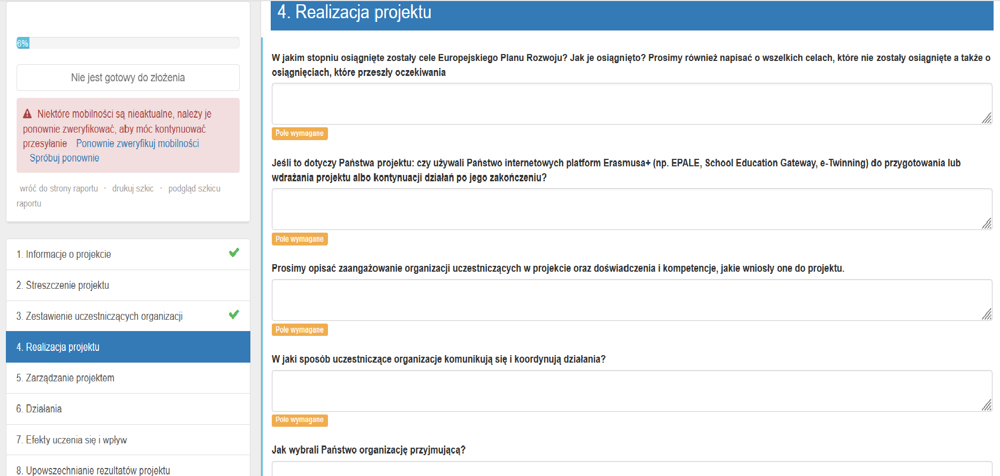 6%
Nie jest gotowy do złożenia
Niektóre mobilności są nieaktualne, należy je
ponownie zweryfikować, aby móc kontynuować
przesyłanie Ponownie zweryfikuj mobilności
Spróbuj ponownie
wróć do strony raportu · drukuj szkic · podgląd szkicu
raportu
1. Informacje o projekcie
2. Streszczenie projektu
3. Zestawienie uczestniczących organizacji
4. Realizacja projektu
5. Zarządzanie projektem
6. Działania
7. Efekty uczenia się i wpływ
8. Upowszechnianie rezultatów projektu
4. Realizacja projektu
W jakim stopniu osiągnięte zostały cele Europejskiego Planu Rozwoju? Jak je osiągnięto? Prosimy również napisać o wszelkich celach, które nie zostały osiągnięte a także o
osiągnięciach, które przeszły oczekiwania
Pole wymagane
Jeśli to dotyczy Państwa projektu: czy używali Państwo internetowych platform Erasmusa+ (np. EPALE, School Education Gateway, e-Twinning) do przygotowania lub
wdrażania projektu albo kontynuacji działań po jego zakończeniu?
Pole wymagane
Prosimy opisać zaangażowanie organizacji uczestniczących w projekcie oraz doświadczenia i kompetencje, jakie wniosły one do projektu.
Pole wymagane
W jaki sposób uczestniczące organizacje komunikują się i koordynują działania?
Pole wymagane
Jak wybrali Państwo organizację przyjmującą?